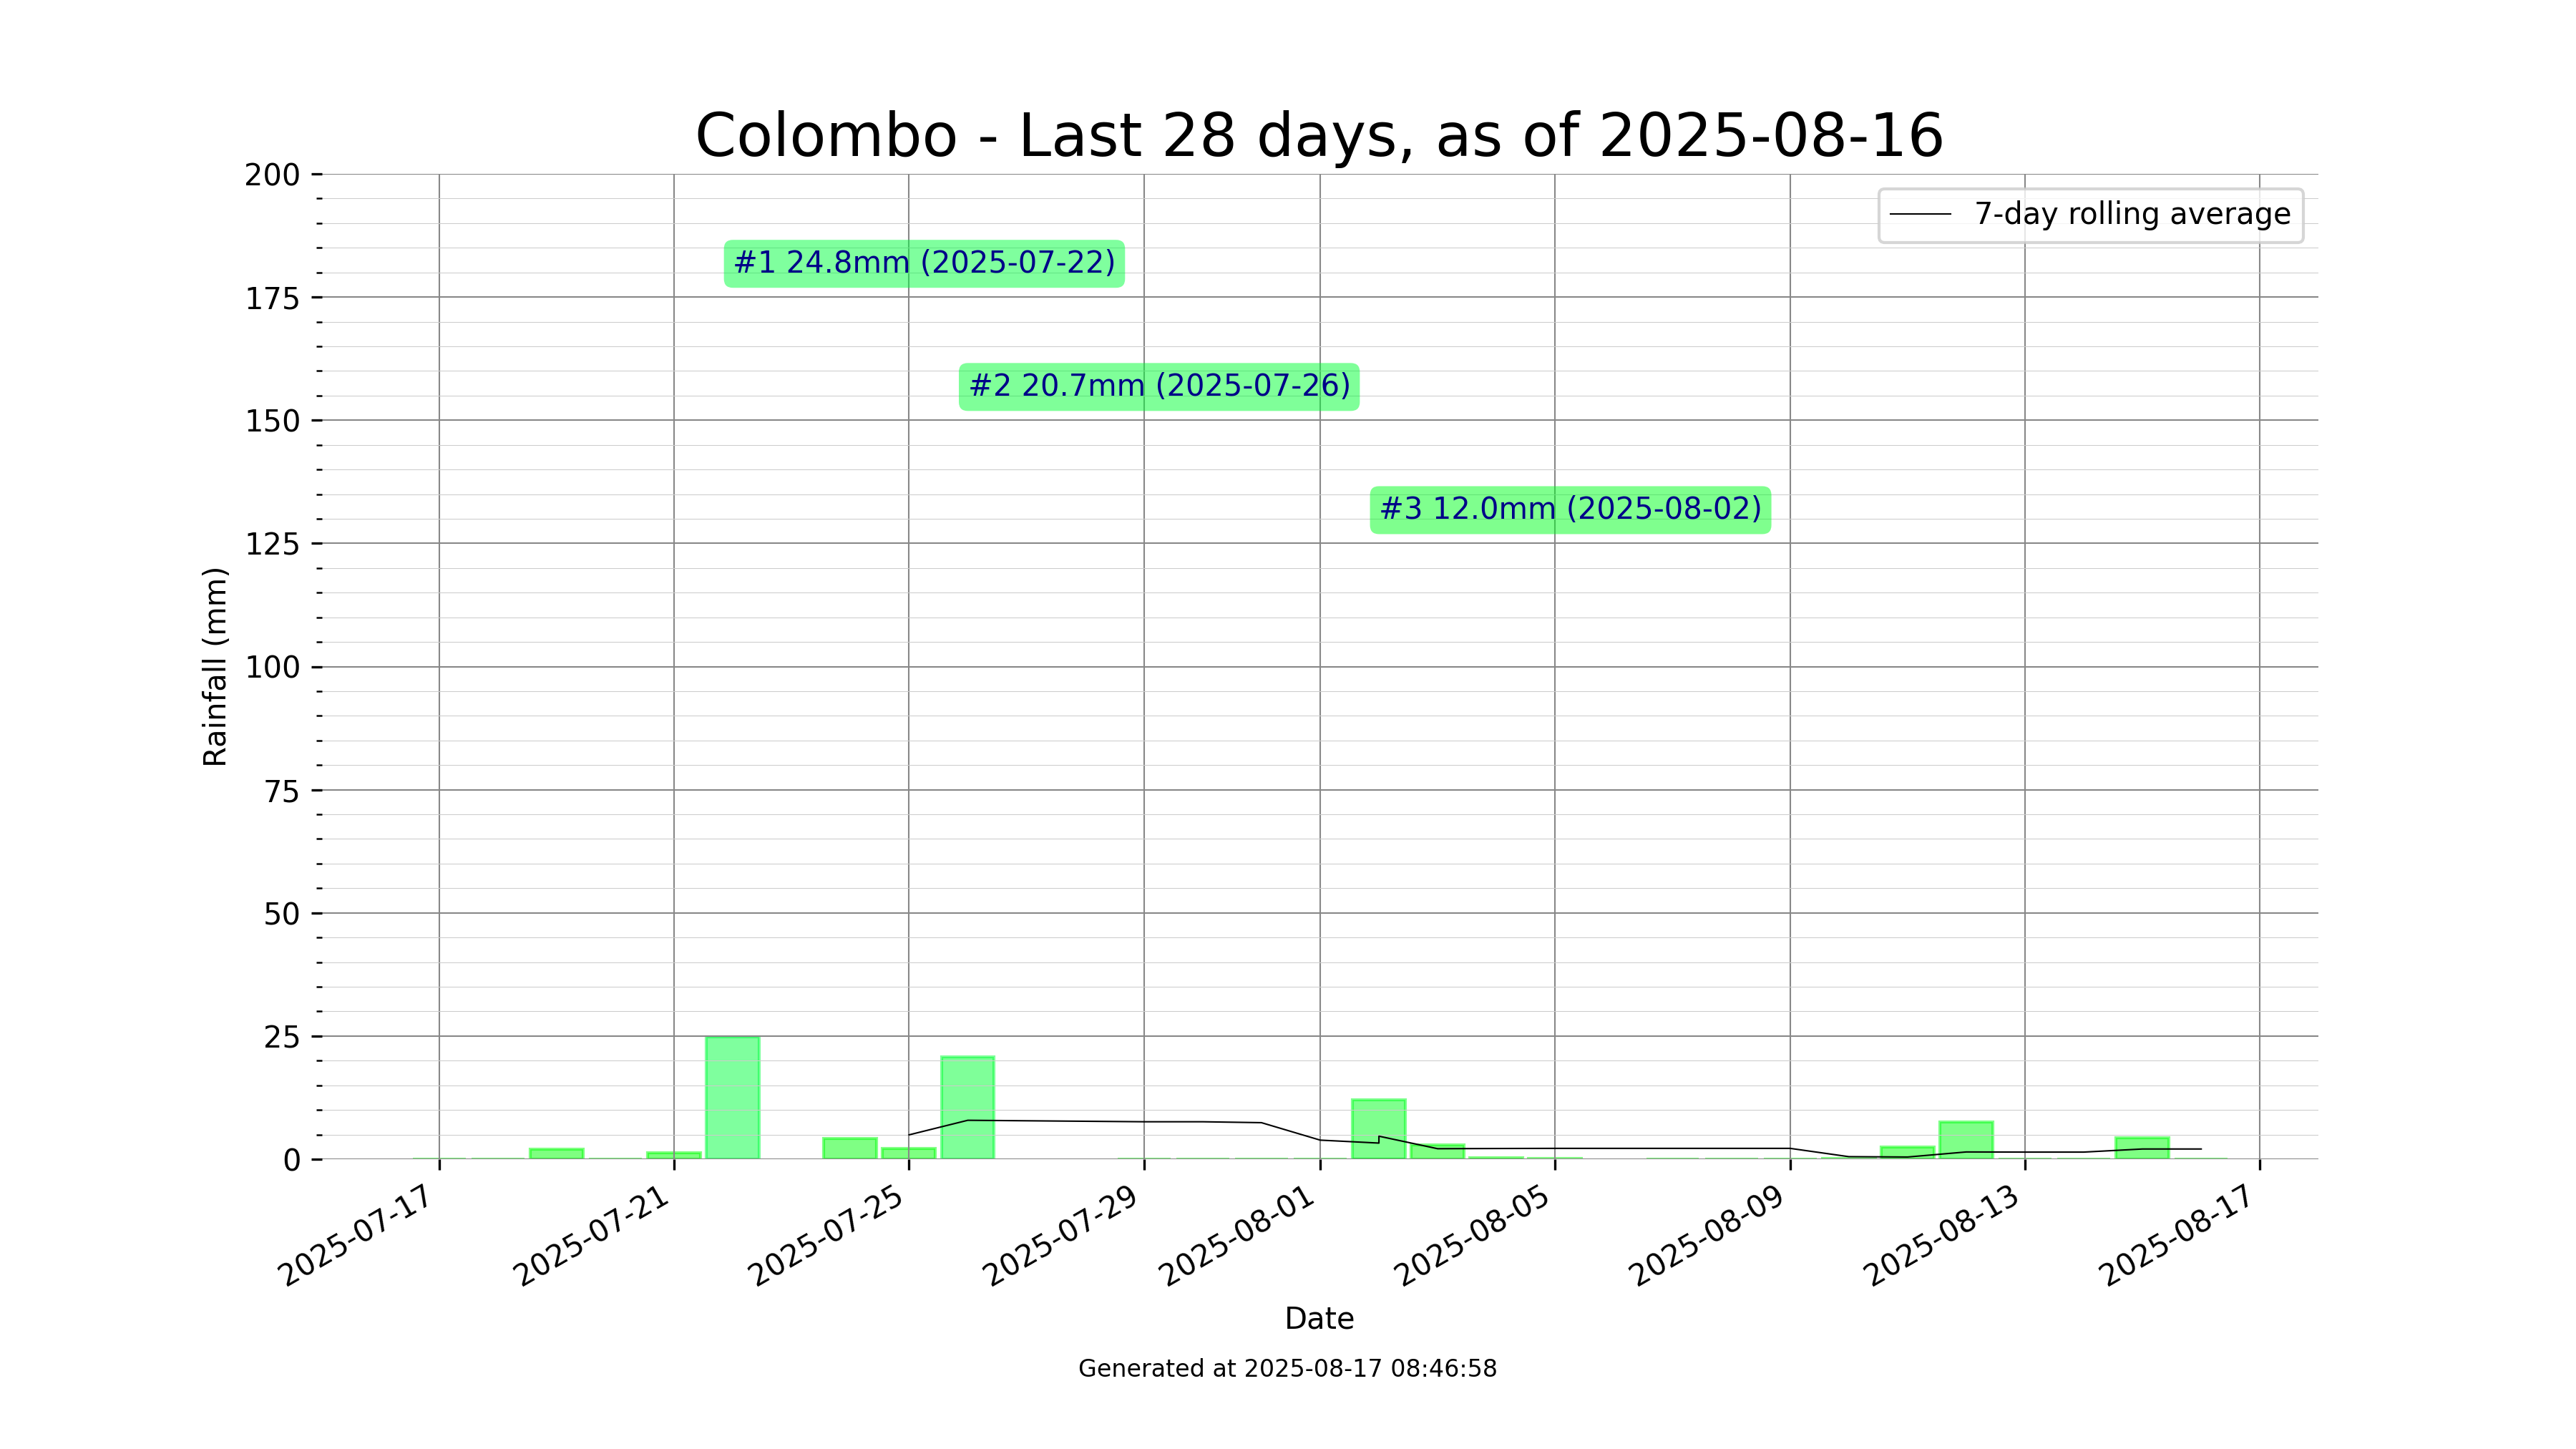 Colombo - Last 28 days, as of 2025-08-16
7-day rolling average
#1 24.8mm (2025-07-22)
#2 20.7mm (2025-07-26)
#3 12.0mm (2025-08-02)
Rainfall (mm)
200
175
150
125
100
75
50
25
0
2025-07-17
2025-07-21
2025-07-25
2025-07-29
2025-08-01
2025-08-05
2025-08-09
2025-08-13
2025-08-17
Date
Generated at 2025-08-17 08:46:58